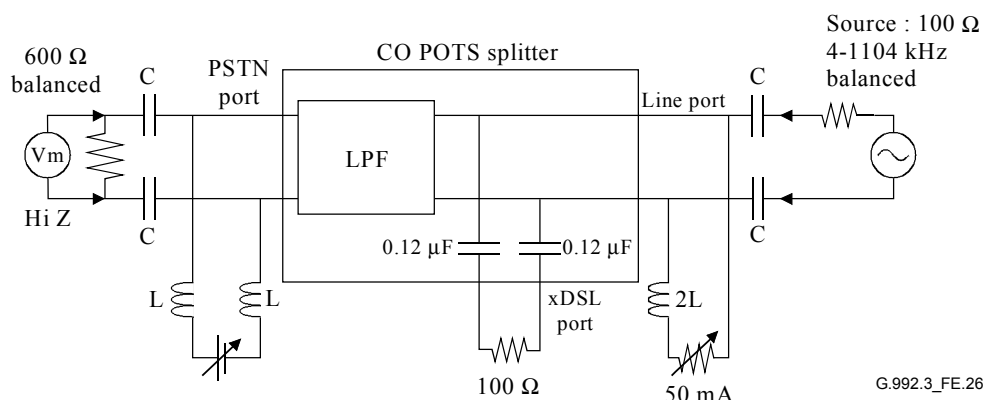 Source : 100 Ω
4-1104 kHz
balanced
600 Ω
balanced
CO POTS splitter
PSTN
port
C
C
Line port
Vm
LPF
Hi Z
C
C
0.12 µF
0.12 µF
L
L
xDSL
port
2L
100 Ω
50 mA
G.992.3_FE.26